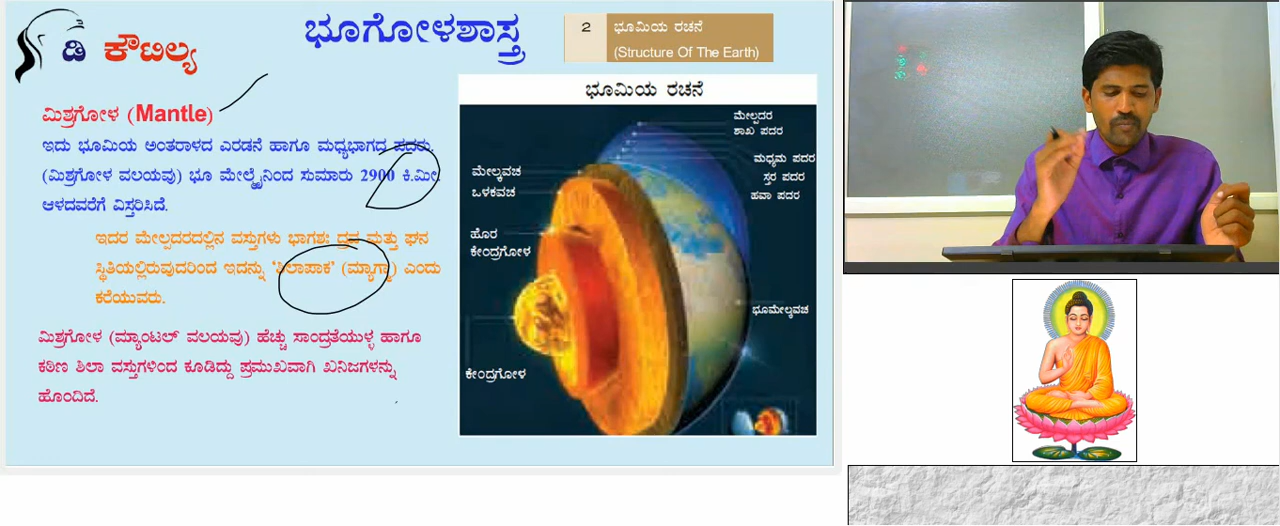 ಡಿ ಕೌಟಿಲ್ಯ
ಭೂಗೋಳಶಾಸ್ತ್ರ
2 ಭೂಮಿಯ ರಚನೆ
(Structure Of The Earth)
ಮಿಶ್ರಗೋಳ (Mantle)
ಇದು ಭೂಮಿಯ ಅಂತರಾಳದ ಎರಡನೆ ಹಾಗೂ ಮಧ್ಯಭಾಗದ ಪದರು.
(ಮಿಶ್ರಗೋಳ ವಲಯವು) ಭೂ ಮೇಲ್ಮೈನಿಂದ ಸುಮಾರು 2900 ಕಿ.ಮೀ
ಆಳದವರೆಗೆ ವಿಸ್ತರಿಸಿದೆ.
ಇದರ ಮೇಲ್ಪದರದಲ್ಲಿನ ವಸ್ತುಗಳು ಭಾಗಶಃ ದ್ರವ ಮತ್ತು ಘನ
ಸ್ಥಿತಿಯಲ್ಲಿರುವುದರಿಂದ ಇದನ್ನು 'ಶಿಲಾಪಾಕ' (ಮ್ಯಾಗ್ಮಾ) ಎಂದು
ಕರೆಯುವರು.
ಮಿಶ್ರಗೋಳ (ಮ್ಯಾಂಟಲ್ ವಲಯವು) ಹೆಚ್ಚು ಸಾಂದ್ರತೆಯುಳ್ಳ ಹಾಗೂ
ಕಠಿಣ ಶಿಲಾ ವಸ್ತುಗಳಿಂದ ಕೂಡಿದ್ದು ಪ್ರಮುಖವಾಗಿ ಖನಿಜಗಳನ್ನು
ಹೊಂದಿದೆ.
ಭೂಮಿಯ ರಚನೆ
ಮೇಲ್ಪದರ
ಶಾಖ ಪದರ
ಮಧ್ಯಮ ಪದರ
ಸ್ತರ ಪದರ
ಹವಾ ಪದರ
ಮೇಲ್ಕವಚ
ಒಳಕವಚ
ಹೊರ
ಕೇಂದ್ರಗೋಳ
ಭೂಮೇಲ್ಕವಚ
ಕೇಂದ್ರಗೋಳ